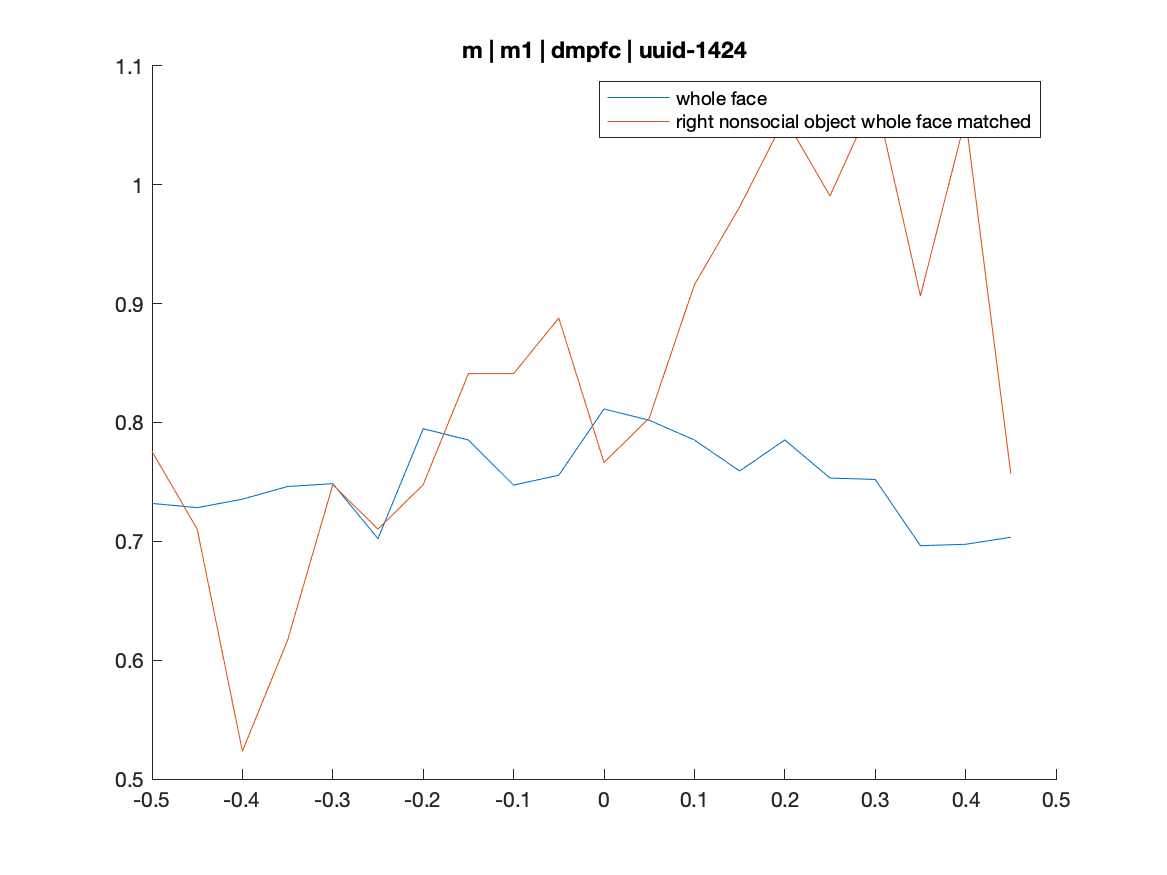 m | m1 | dmpfc | uuid-1424
whole face
right nonsocial object whole face matched
1.1
1
0.9
0.8
0.7
0.6
0.5
-0.5 -0.4 -0.3 -0.2 -0.1 0 0.1 0.2 0.3 0.4 0.5